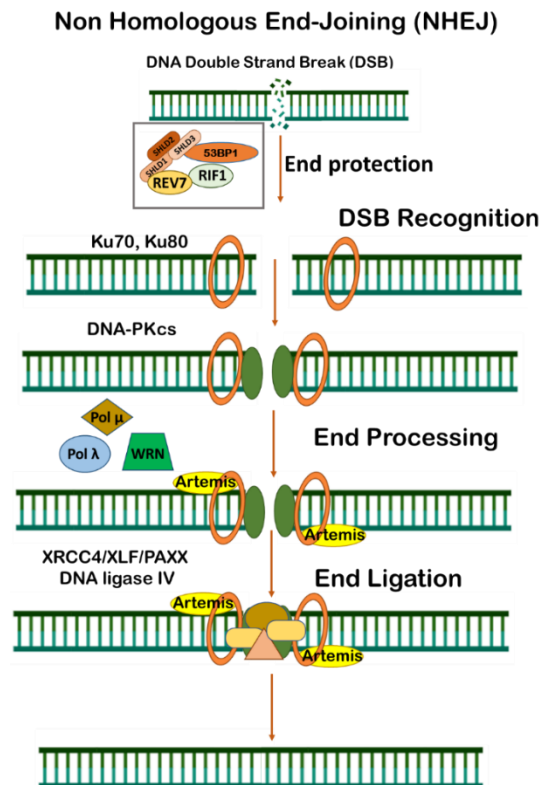 Non Homologous End-Joining (NHEJ)
DNA Double Strand Break (DSB)
SHLD2
SHLD3
SHLD1
53BP1
REV7
RIF1
End protection
DSB Recognition
Ku70, Ku80
DNA-PKcs
Pol μ
Pol λ
WRN
End Processing
Artemis
Artemis
XRCC4/XLF/PAXX
DNA ligase IV
End Ligation
Artemis
Artemis